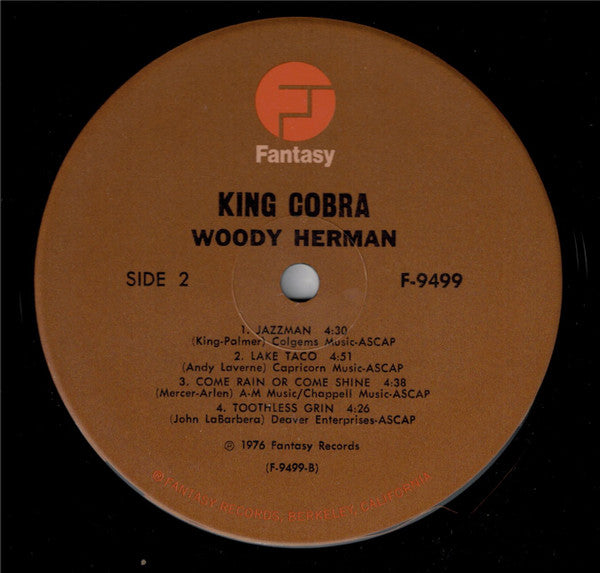 Fantasy
KING COBRA
WOODY HERMAN
SIDE 2
F-9499
1. JAZZMAN 4:30
(King-Palmer) Colgems Music-ASCAP
2. LAKE TACO 4:51
(Andy Laverne) Capricorn Music-ASCAP
3. COME RAIN OR COME SHINE 4:38
(Mercer-Arlen) A-M Music/Chappell Music-ASCAP
4. TOOTHLESS GRIN 4:26
(John LaBarbera) Deaver Enterprises-ASCAP
℗ 1976 Fantasy Records
(F-9499-B)
® FANTASY RECORDS, BERKELEY, CALIFORNIA